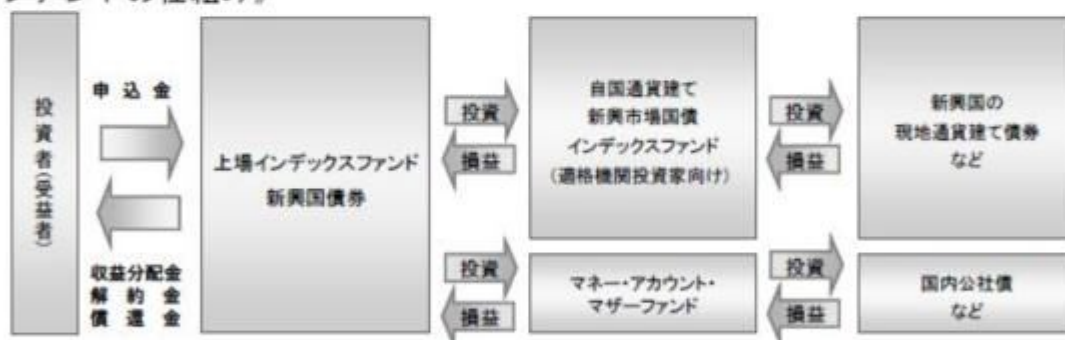 投資者(受益者)
申込金
収益分配金
解約金
償還金
上場インデックスファンド
新興国債券
投資
損益
自国通貨建て
新興市場国債
インデックスファンド
(適格機関投資家向け)
投資
損益
新興国の
現地通貨建て債券
など
投資
損益
マネー・アカウント・
マザーファンド
投資
損益
国内公社債
など